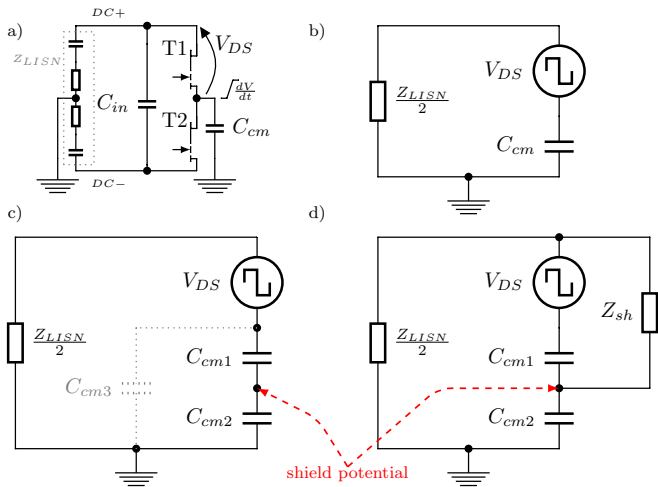 a)
DC+
Z_LISN
T1
V_DS
C_in
dV
dt
T2
C_cm
DC−
b)
V_DS
Z_LISN
2
C_cm
c)
V_DS
Z_LISN
2
C_cm1
C_cm3
C_cm2
d)
V_DS
Z_sh
Z_LISN
2
C_cm1
C_cm2
shield potential